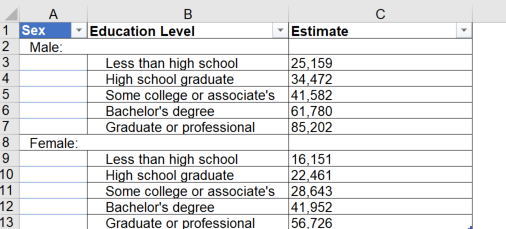 A B C
1 Sex Education Level Estimate
2 Male:
3 Less than high school 25,159
4 High school graduate 34,472
5 Some college or associate's 41,582
6 Bachelor's degree 61,780
7 Graduate or professional 85,202
8 Female:
9 Less than high school 16,151
10 High school graduate 22,461
11 Some college or associate's 28,643
12 Bachelor's degree 41,952
13 Graduate or professional 56,726